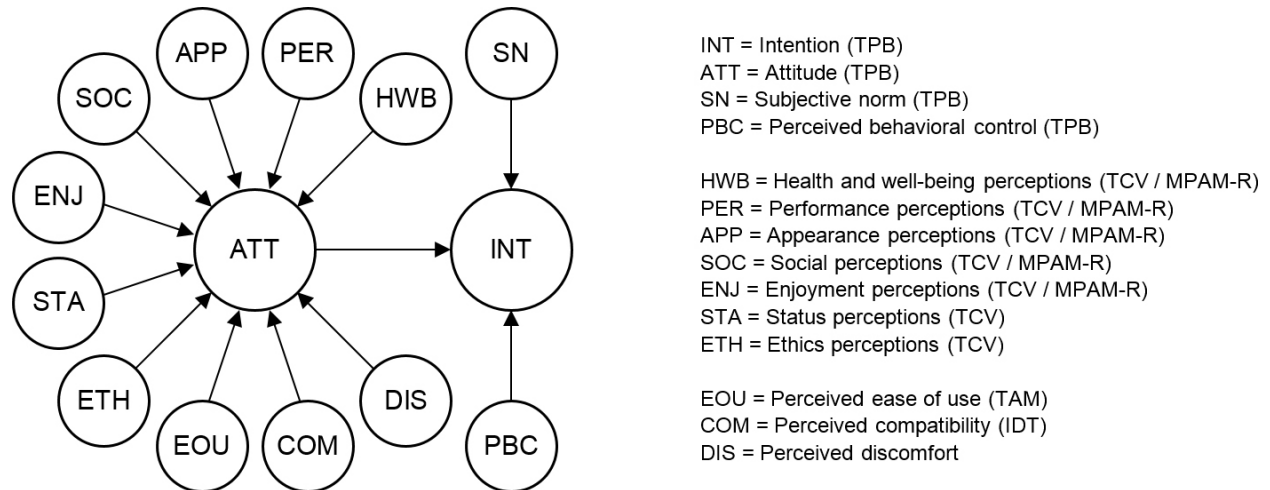 APP
PER
SN
SOC
HWB
ENJ
ATT
INT
STA
ETH
DIS
EOU
COM
PBC
INT = Intention (TPB)
ATT = Attitude (TPB)
SN = Subjective norm (TPB)
PBC = Perceived behavioral control (TPB)
HWB = Health and well-being perceptions (TCV / MPAM-R)
PER = Performance perceptions (TCV / MPAM-R)
APP = Appearance perceptions (TCV / MPAM-R)
SOC = Social perceptions (TCV / MPAM-R)
ENJ = Enjoyment perceptions (TCV / MPAM-R)
STA = Status perceptions (TCV)
ETH = Ethics perceptions (TCV)
EOU = Perceived ease of use (TAM)
COM = Perceived compatibility (IDT)
DIS = Perceived discomfort